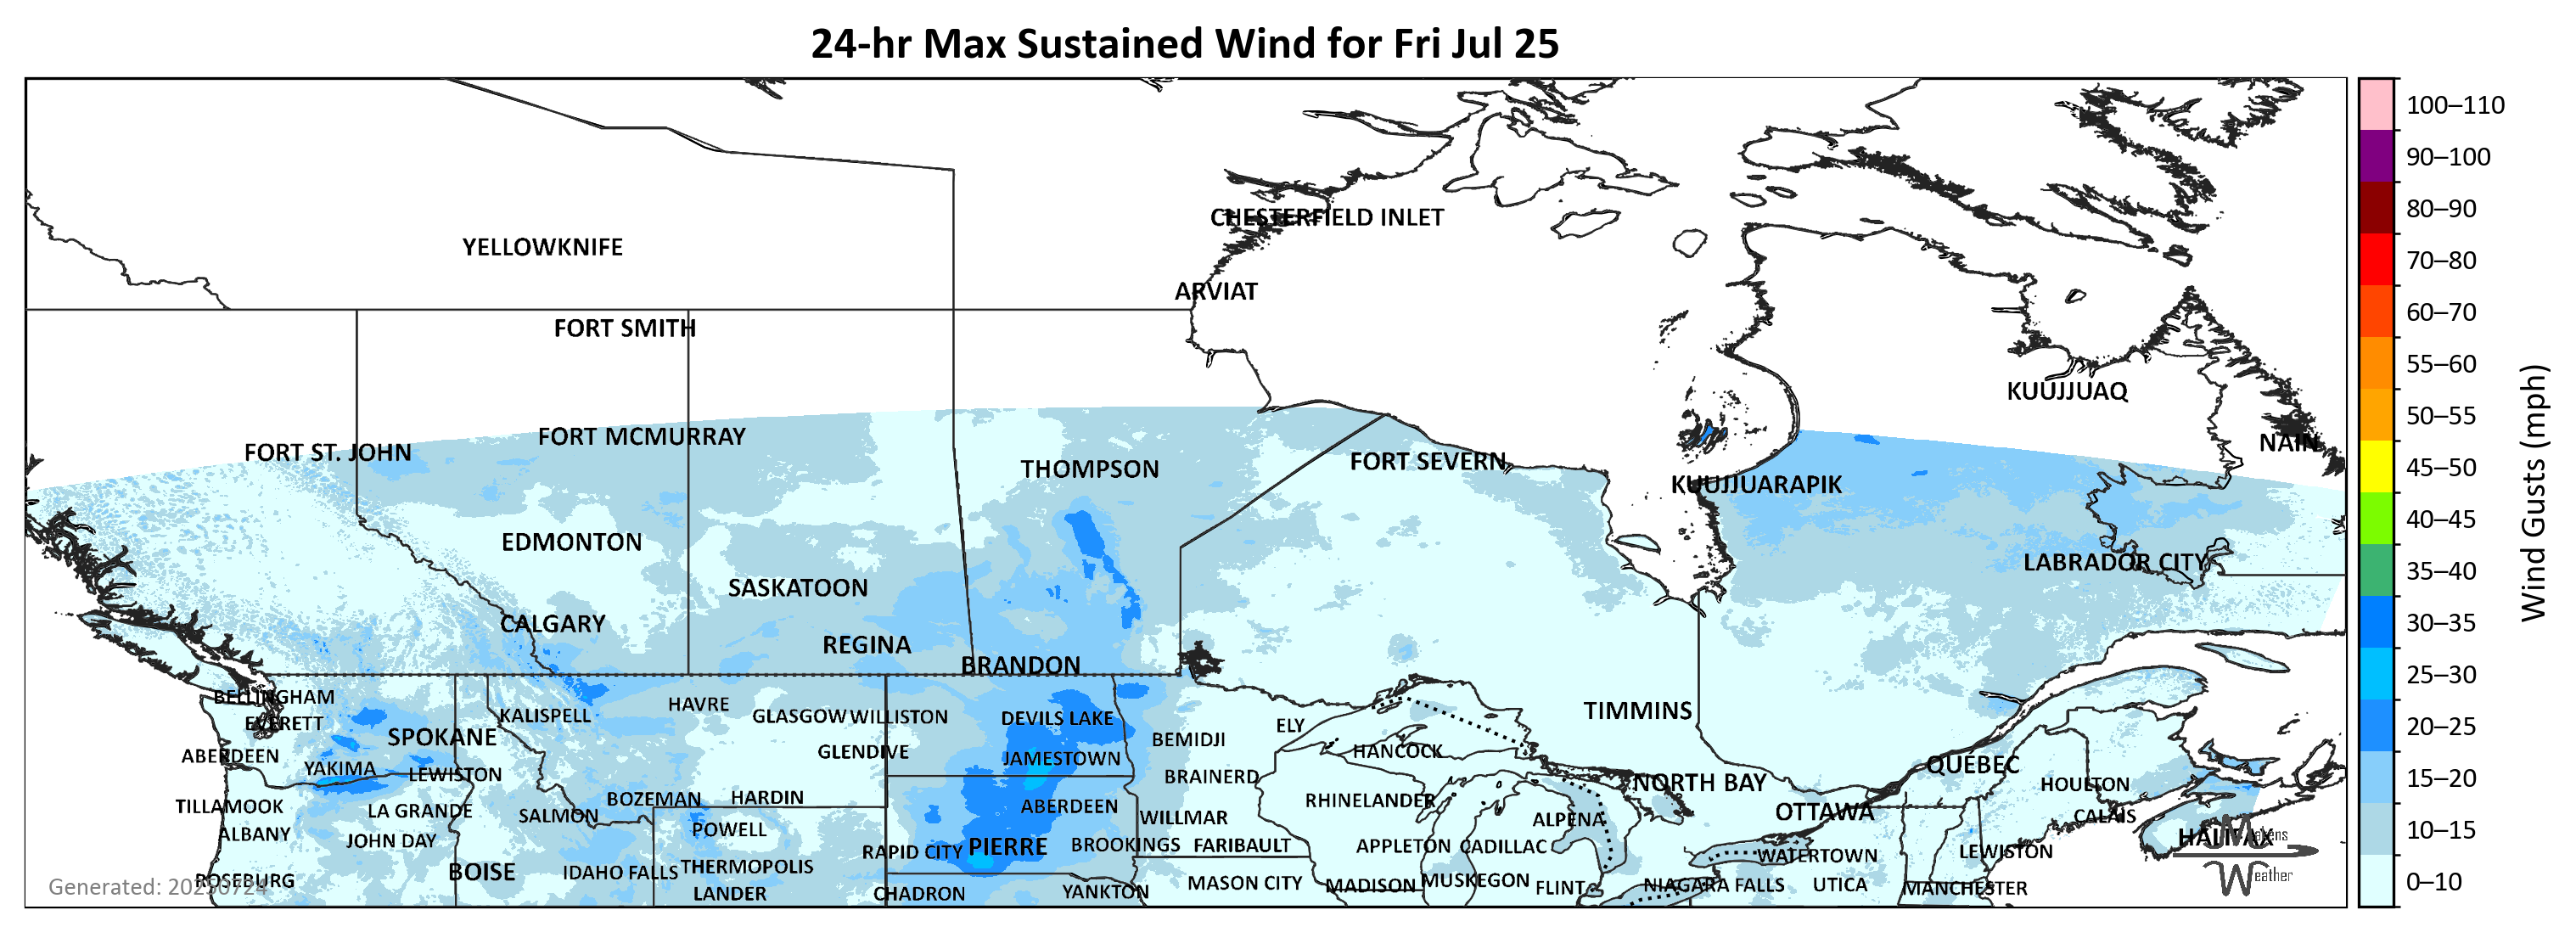 24-hr Max Sustained Wind for Fri Jul 25
100–110
90–100
80–90
70–80
60–70
55–60
50–55
45–50
40–45
35–40
30–35
25–30
20–25
15–20
10–15
0–10
Wind Gusts (mph)
CHESTERFIELD INLET
YELLOWKNIFE
ARVIAT
FORT SMITH
KUUJJUAQ
FORT MCMURRAY
NAIN
FORT ST. JOHN
FORT SEVERN
THOMPSON
KUUJJUARAPIK
EDMONTON
LABRADOR CITY
SASKATOON
CALGARY
REGINA
BRANDON
BELLINGHAM
HAVRE
TIMMINS
KALISPELL
GLASGOW
WILLISTON
DEVILS LAKE
EVERETT
ELY
SPOKANE
BEMIDJI
ABERDEEN
GLENDIVE
JAMESTOWN
HANCOCK
QUÉBEC
YAKIMA
LEWISTON
BRAINERD
NORTH BAY
HOULTON
BOZEMAN
HARDIN
RHINELANDER
TILLAMOOK
LA GRANDE
ABERDEEN
OTTAWA
SALMON
WILLMAR
ALPENA
CALAIS
ALBANY
POWELL
HALIFAX
JOHN DAY
RAPID CITY
PIERRE
BROOKINGS
FARIBAULT
APPLETON
CADILLAC
WATERTOWN
LEWISTON
BOISE
IDAHO FALLS
THERMOPOLIS
ROSEBURG
MASON CITY
MADISON
MUSKEGON
FLINT
NIAGARA FALLS
UTICA
MANCHESTER
LANDER
CHADRON
YANKTON
Generated: 20250724
Makens
Weather